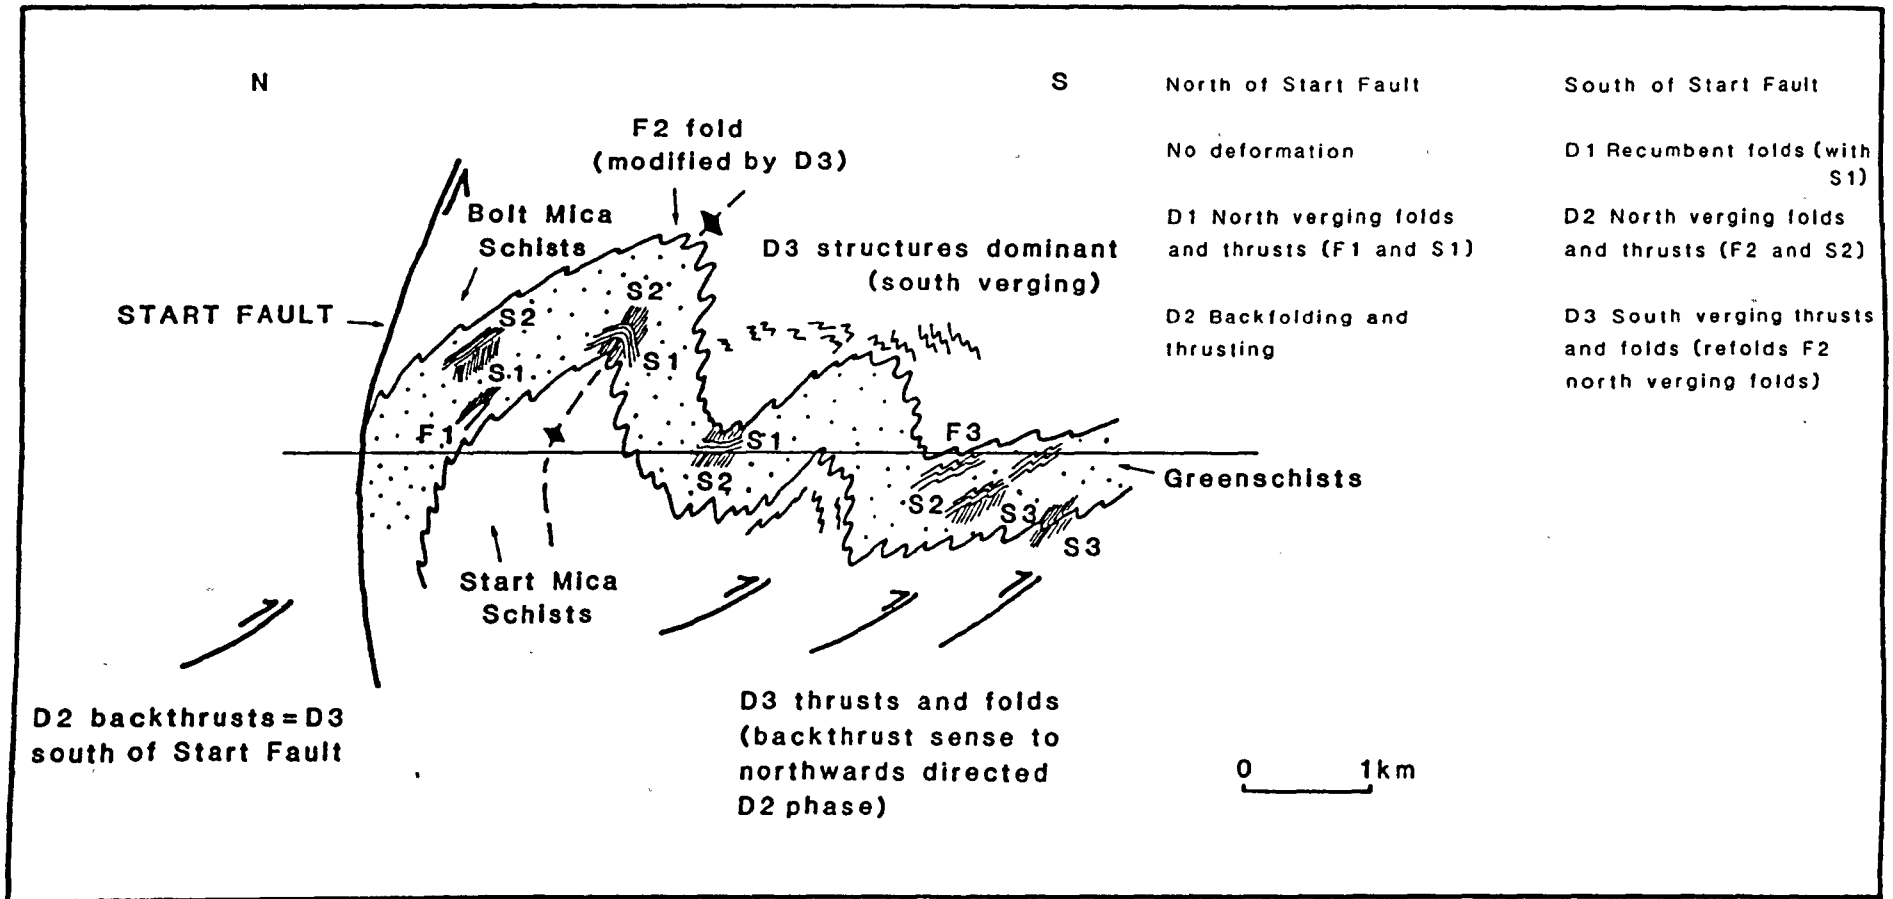 N
S
F2 fold
(modified by D3)
Bolt Mica
Schists
START FAULT
D3 structures dominant
(south verging)
S2
S2
S1
S1
F1
S1
S2
F3
S2
S3
S3
Greenschists
Start Mica
Schists
D2 backthrusts=D3
south of Start Fault
D3 thrusts and folds
(backthrust sense to
northwards directed
D2 phase)
0 1km
North of Start Fault
No deformation
D1 North verging folds
and thrusts (F1 and S1)
D2 Backfolding and
thrusting
South of Start Fault
D1 Recumbent folds (with
S1)
D2 North verging folds
and thrusts (F2 and S2)
D3 South verging thrusts
and folds (refolds F2
north verging folds)